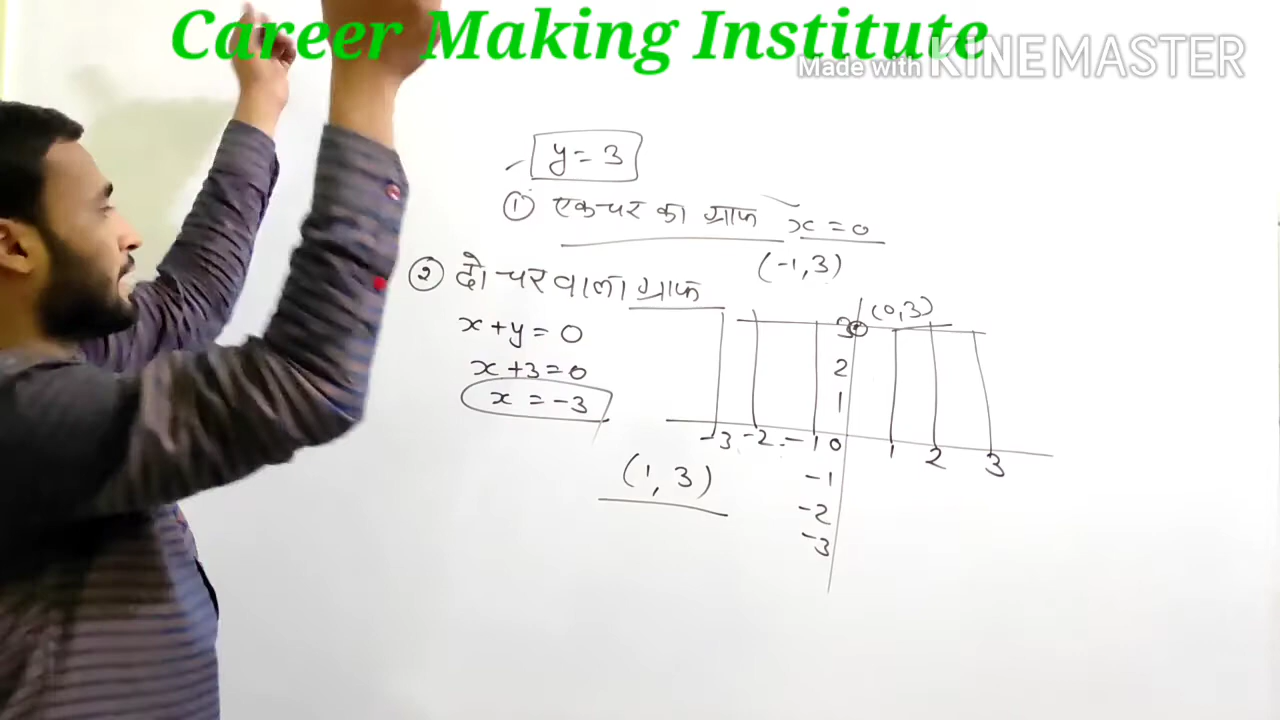 Career Making Institute
Made with KINEMASTER
y = 3
① एक चर का ग्राफ x = 0
(-1, 3)
② दो चर वाला ग्राफ
(0, 3)
x + y = 0
x + 3 = 0
x = -3
3
2
1
-3 -2 -1 0 1 2 3
(1, 3)
-1
-2
-3